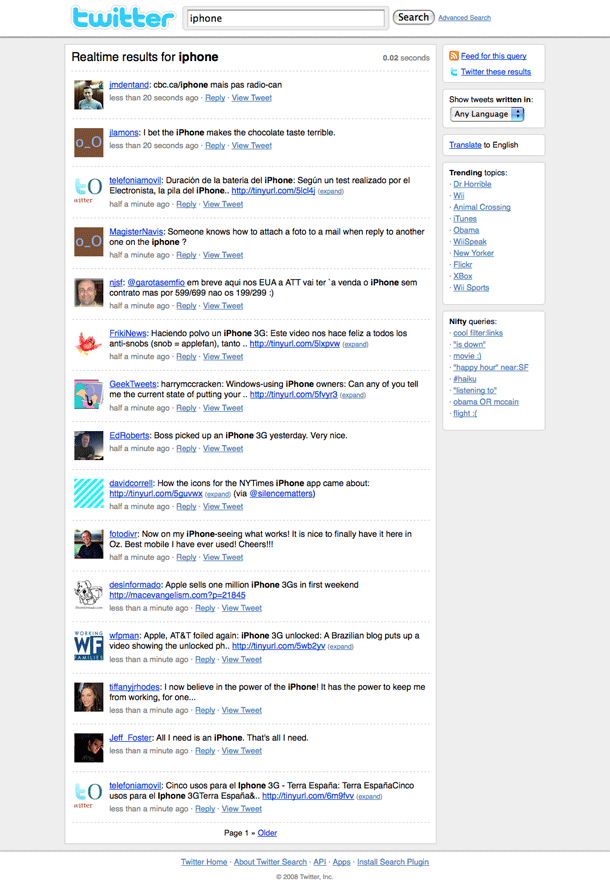 twitter
iphone
Search
Advanced Search
Realtime results for iphone
0.02 seconds
jmdentand: cbc.ca/iphone mais pas radio-can
less than 20 seconds ago · Reply · View Tweet
o_O
jlamons: I bet the iPhone makes the chocolate taste terrible.
less than 20 seconds ago · Reply · View Tweet
tO
witter
telefoniamovil: Duración de la bateria del iPhone: Según un test realizado por el
Electronista, la pila del iPhone.. http://tinyurl.com/5lcl4j (expand)
half a minute ago · Reply · View Tweet
o_O
MagisterNavis: Someone knows how to attach a foto to a mail when reply to another
one on the iphone ?
half a minute ago · Reply · View Tweet
njsf: @garotasemfio em breve aqui nos EUA a ATT vai ter `a venda o iPhone sem
contrato mas por 599/699 nao os 199/299 :)
half a minute ago · Reply · View Tweet
FrikiNews: Haciendo polvo un iPhone 3G: Este video nos hace feliz a todos los
anti-snobs (snob = applefan), tanto .. http://tinyurl.com/5lxpvw (expand)
half a minute ago · Reply · View Tweet
GeekTweets: harrymccracken: Windows-using iPhone owners: Can any of you tell
me the current state of putting your .. http://tinyurl.com/5fvyr3 (expand)
half a minute ago · Reply · View Tweet
EdRoberts: Boss picked up an iPhone 3G yesterday. Very nice.
half a minute ago · Reply · View Tweet
davidcorrell: How the icons for the NYTimes iPhone app came about:
http://tinyurl.com/5guvwx (expand) (via @silencematters)
half a minute ago · Reply · View Tweet
fotodivr: Now on my iPhone-seeing what works! It is nice to finally have it here in
Oz. Best mobile I have ever used! Cheers!!!
half a minute ago · Reply · View Tweet
desinformado: Apple sells one million iPhone 3Gs in first weekend
http://macevangelism.com?p=21845
less than a minute ago · Reply · View Tweet
WORKING
WF
FAMILIES
wfpman: Apple, AT&T foiled again: iPhone 3G unlocked: A Brazilian blog puts up a
video showing the unlocked ph.. http://tinyurl.com/5wb2yv (expand)
less than a minute ago · Reply · View Tweet
tiffanyjrhodes: I now believe in the power of the iPhone! It has the power to keep me
from working, for one...
less than a minute ago · Reply · View Tweet
Jeff_Foster: All I need is an iPhone. That's all I need.
less than a minute ago · Reply · View Tweet
tO
witter
telefoniamovil: Cinco usos para el Iphone 3G - Terra España: Terra EspañaCinco
usos para el Iphone 3GTerra España&.. http://tinyurl.com/6m9fvv (expand)
less than a minute ago · Reply · View Tweet
Page 1 » Older
Feed for this query
Twitter these results
Show tweets written in:
Any Language
Translate to English
Trending topics:
· Dr Horrible
· Wii
· Animal Crossing
· iTunes
· Obama
· WiiSpeak
· New Yorker
· Flickr
· XBox
· Wii Sports
Nifty queries:
· cool filter:links
· "is down"
· movie :)
· "happy hour" near:SF
· #haiku
· "listening to"
· obama OR mccain
· flight :(
Twitter Home · About Twitter Search · API · Apps · Install Search Plugin
© 2008 Twitter, Inc.